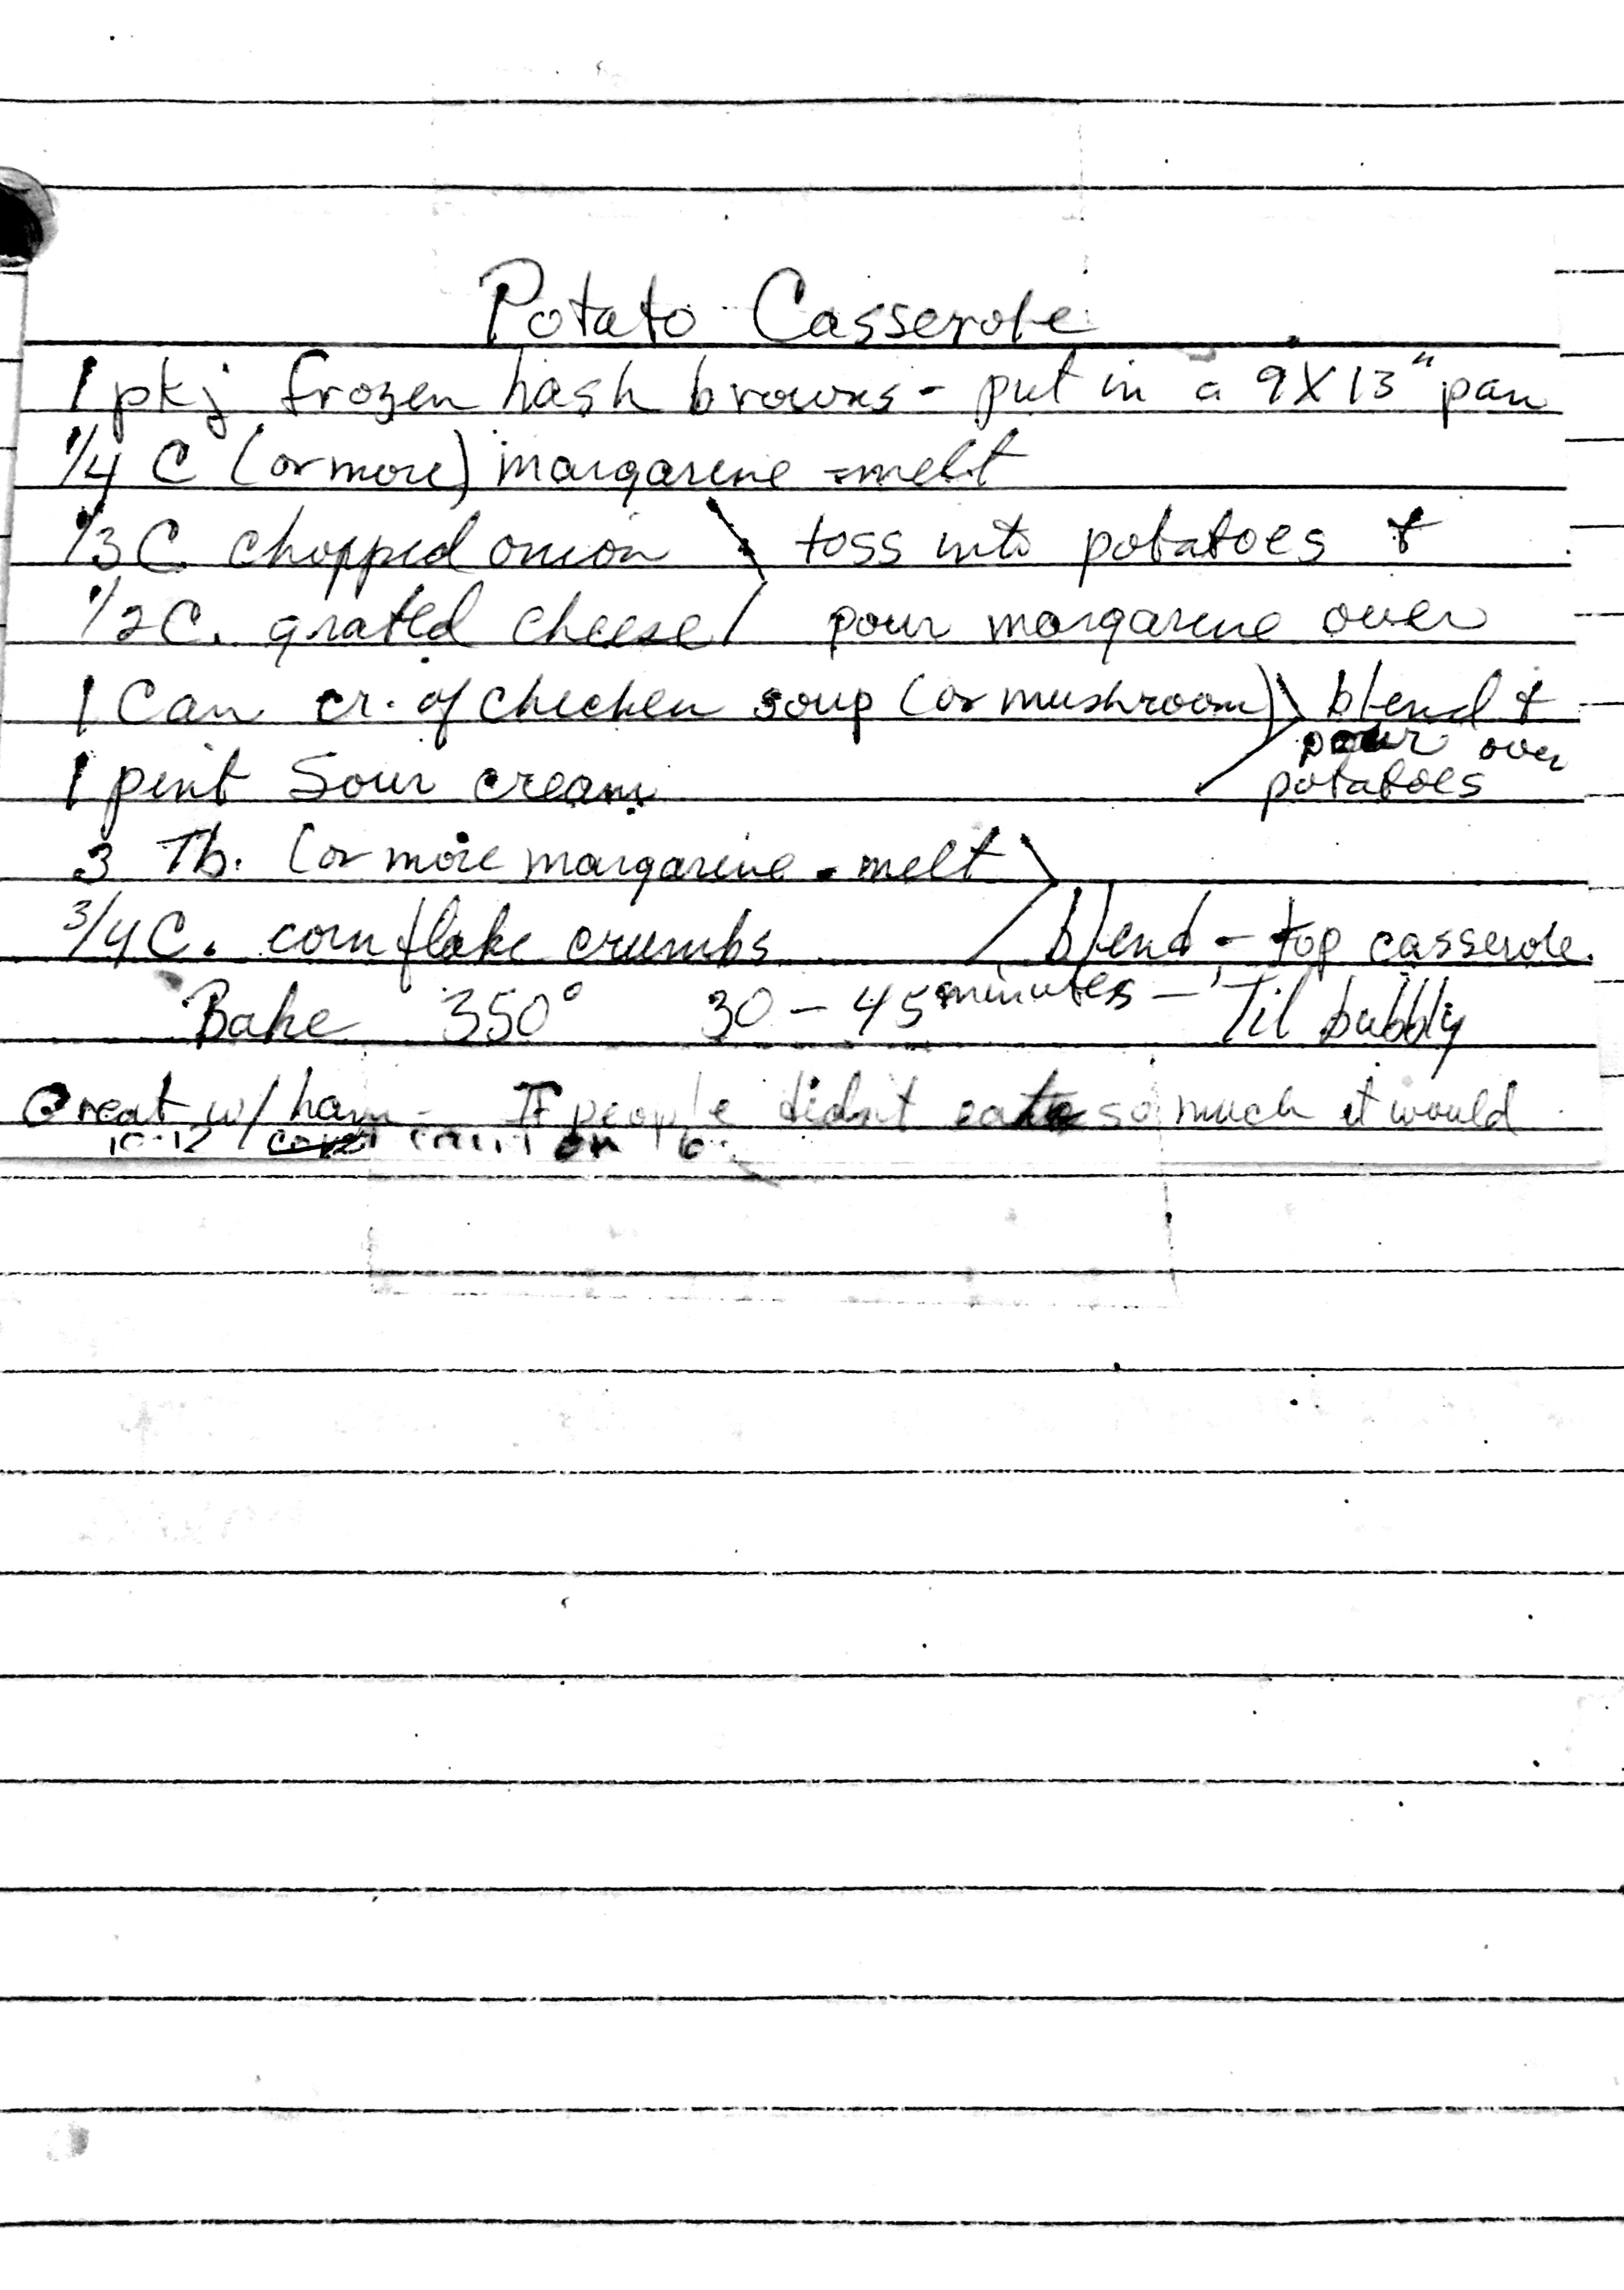 Potato Casserole
1 pkg frozen hash browns - put in a 9X13" pan
1/4 C (or more) margarine - melt
1/3 C. chopped onion \ toss into potatoes &
1/2 C. grated cheese / pour margarine over
1 Can cr. of chicken soup (or mushroom) \ blend &
pour over
1 pint Sour cream / potatoes
3 Tb. (or more margarine - melt \
3/4 C. corn flake crumbs / blend - top casserole.
Bake 350° 30 - 45 minutes - 'Til bubbly
Great w/ ham - If people didn't eat so much it would
10-12